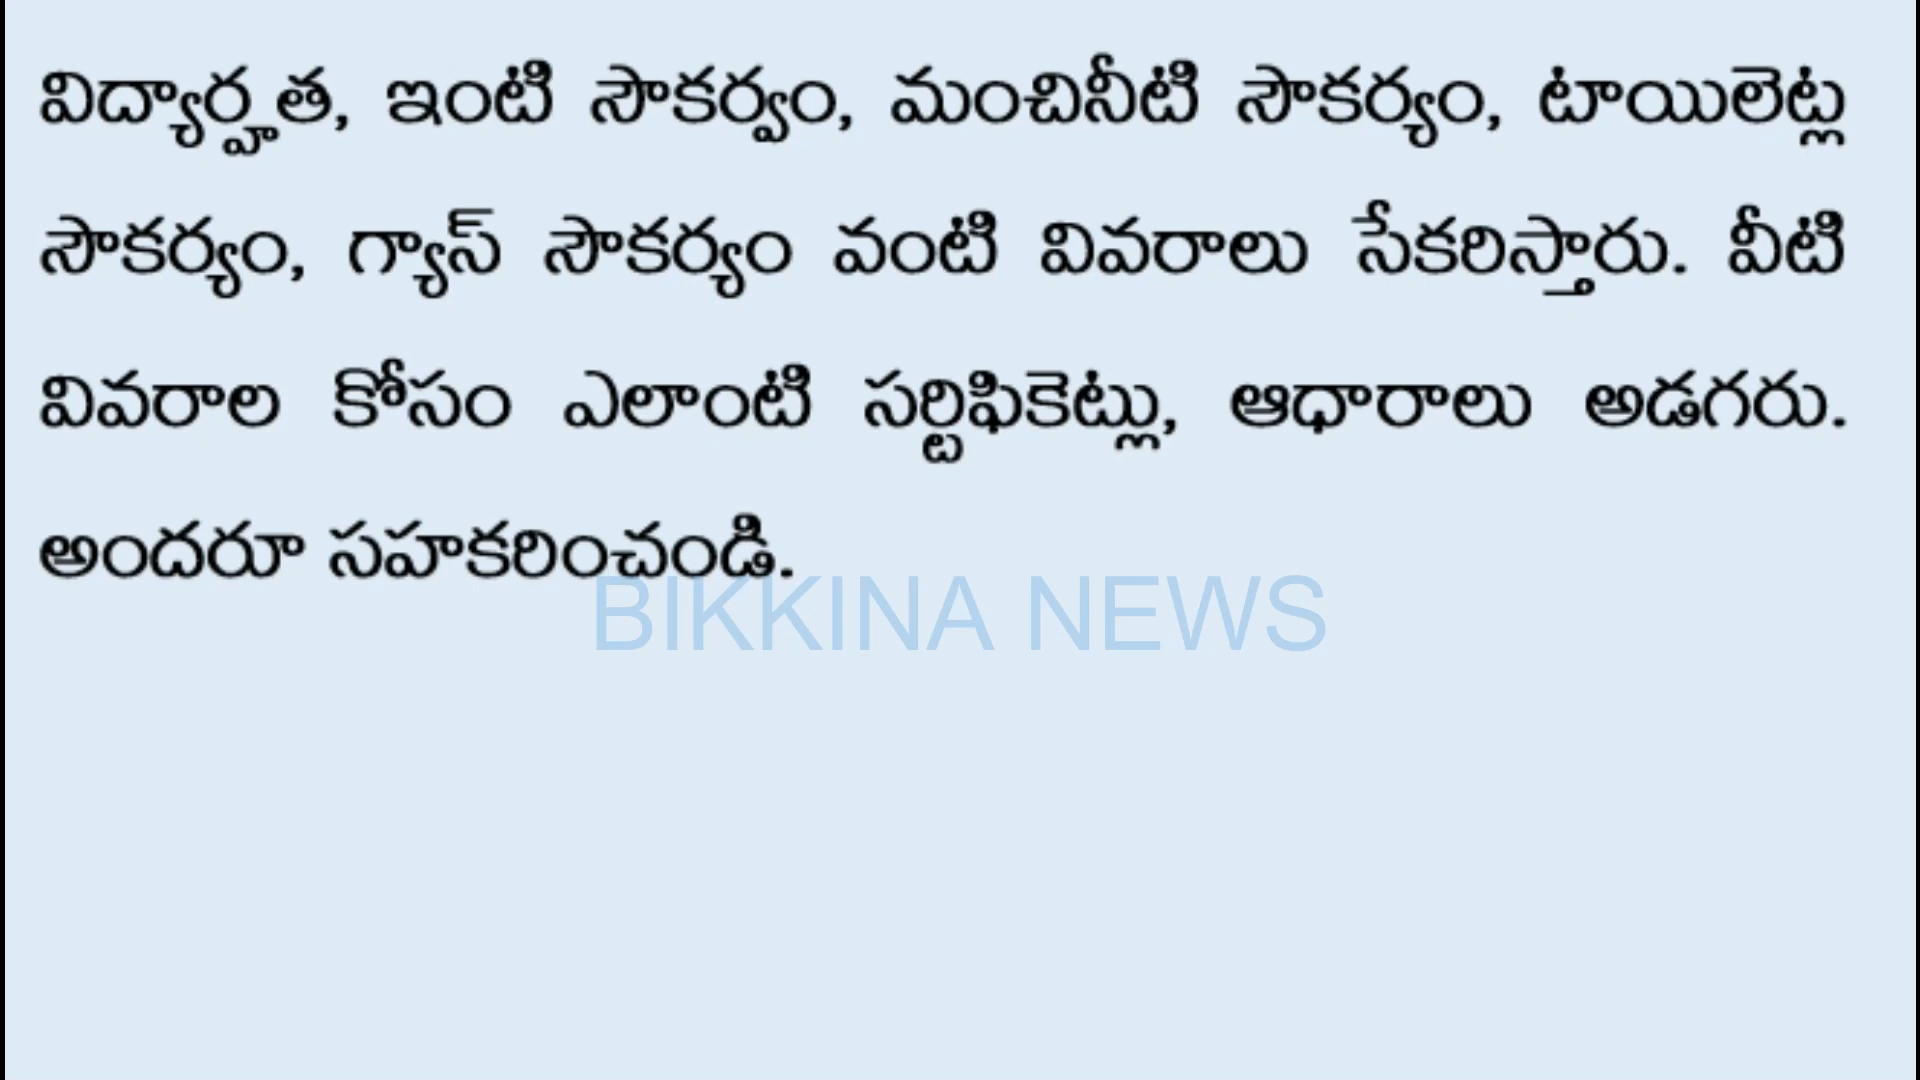 విద్యార్హత, ఇంటి సౌకర్వం, మంచినీటి సౌకర్యం, టాయిలెట్ల
సౌకర్యం, గ్యాస్ సౌకర్యం వంటి వివరాలు సేకరిస్తారు. వీటి
వివరాల కోసం ఎలాంటి సర్టిఫికెట్లు, ఆధారాలు అడగరు.
అందరూ సహకరించండి.
BIKKINA NEWS